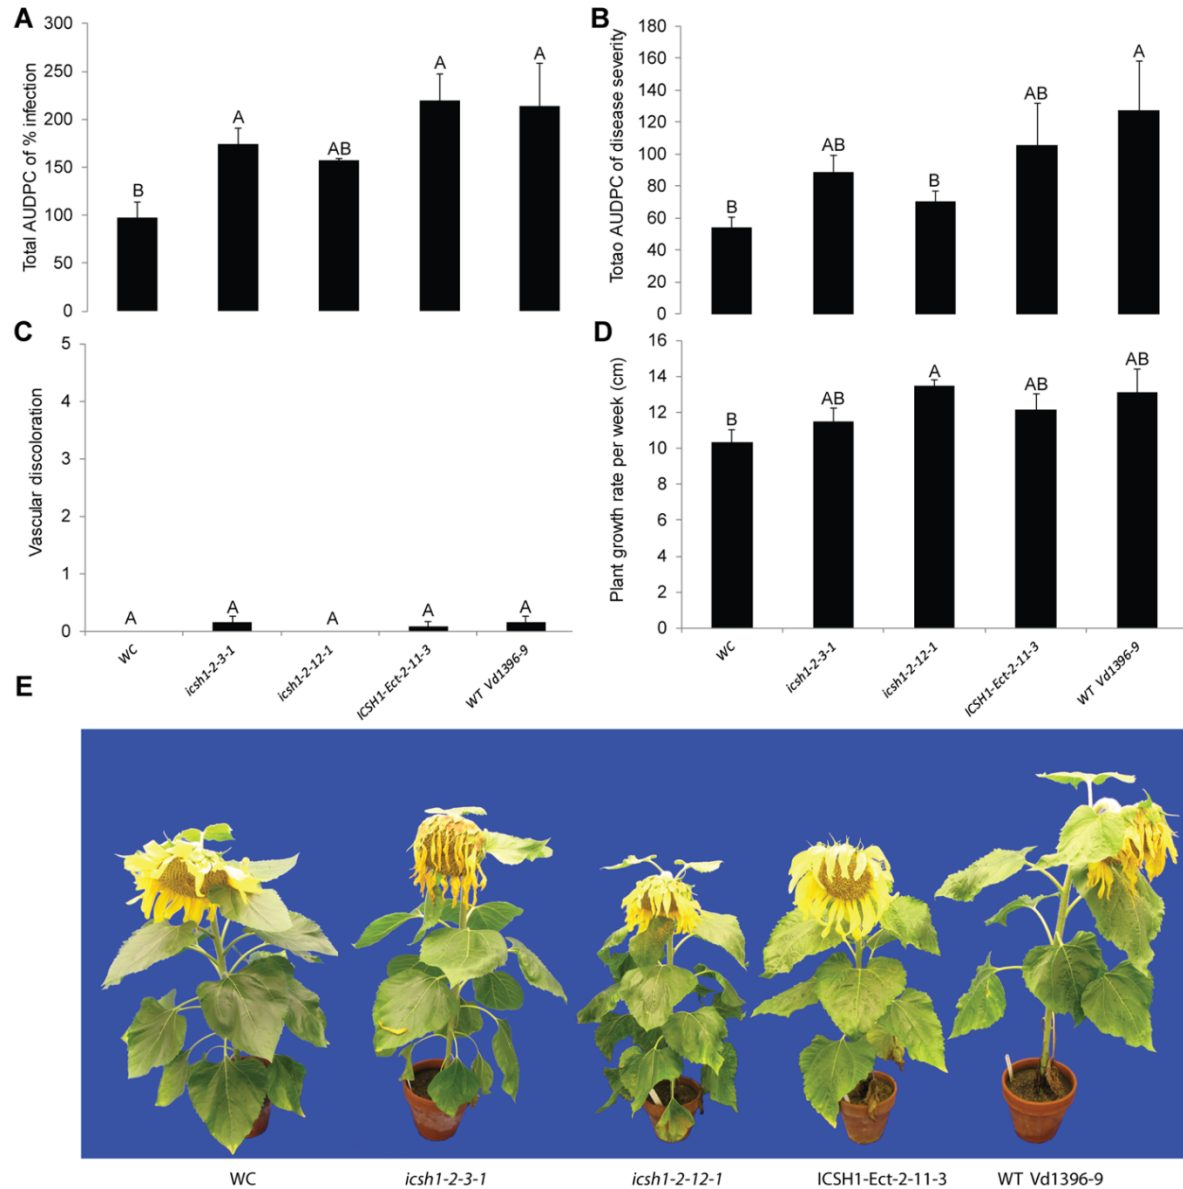 A
Total AUDPC of % infection
300
250
200
150
100
50
0
B
A
AB
A
A
B
Totao AUDPC of disease severity
180
160
140
120
100
80
60
40
20
0
B
AB
B
AB
A
C
Vascular discoloration
5
4
3
2
1
0
A
A
A
A
A
WC
icsh1-2-3-1
icsh1-2-12-1
ICSH1-Ect-2-11-3
WT Vd1396-9
D
Plant growth rate per week (cm)
16
14
12
10
8
6
4
2
0
B
AB
A
AB
AB
WC
icsh1-2-3-1
icsh1-2-12-1
ICSH1-Ect-2-11-3
WT Vd1396-9
E
WC
icsh1-2-3-1
icsh1-2-12-1
ICSH1-Ect-2-11-3
WT Vd1396-9